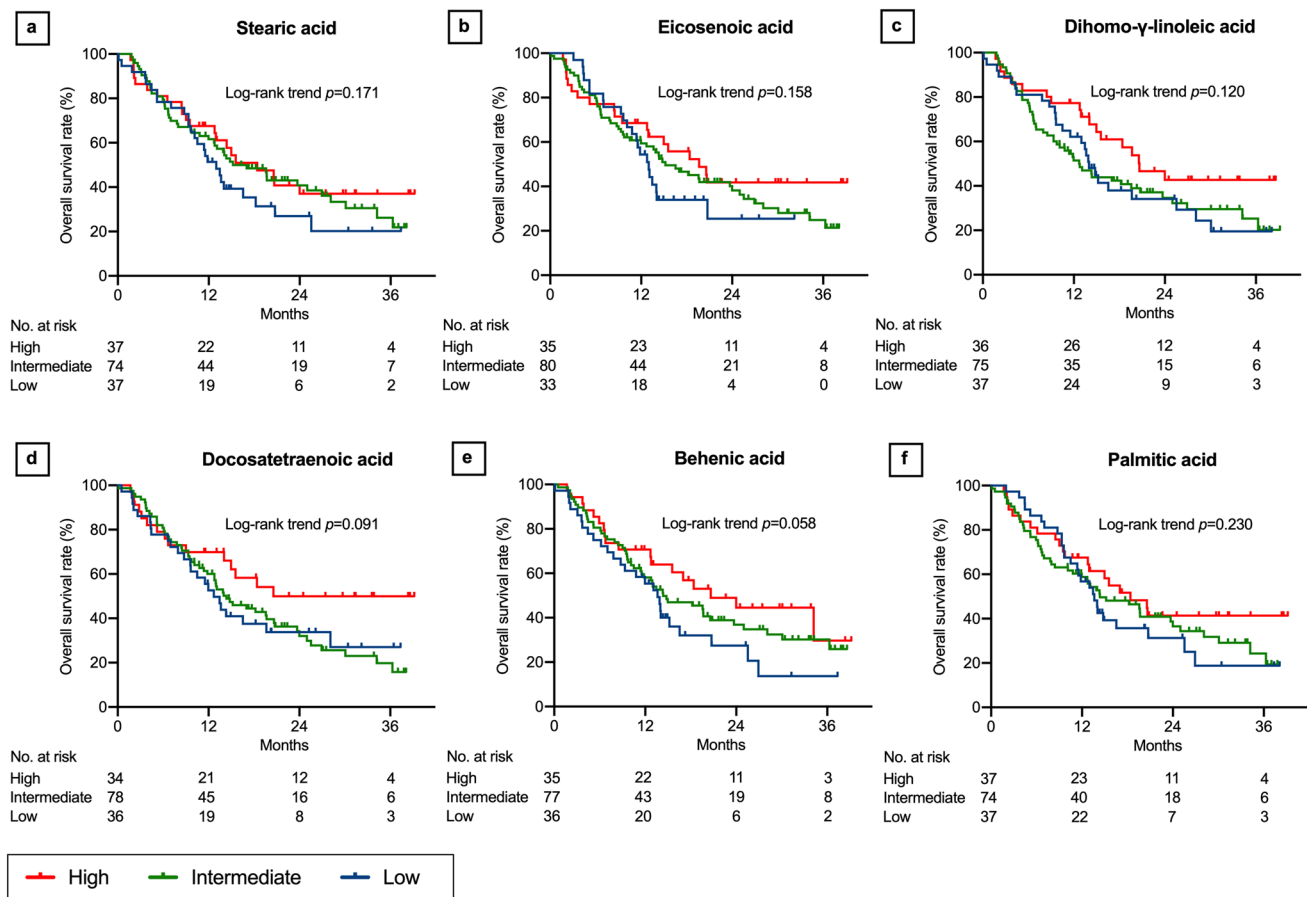 a
Stearic acid
Log-rank trend p=0.171
Overall survival rate (%)
100
80
60
40
20
0
0 12 24 36
Months
No. at risk
High 37 22 11 4
Intermediate 74 44 19 7
Low 37 19 6 2
b
Eicosenoic acid
Log-rank trend p=0.158
Overall survival rate (%)
100
80
60
40
20
0
0 12 24 36
Months
No. at risk
High 35 23 11 4
Intermediate 80 44 21 8
Low 33 18 4 0
c
Dihomo-γ-linoleic acid
Log-rank trend p=0.120
Overall survival rate (%)
100
80
60
40
20
0
0 12 24 36
Months
No. at risk
High 36 26 12 4
Intermediate 75 35 15 6
Low 37 24 9 3
d
Docosatetraenoic acid
Log-rank trend p=0.091
Overall survival rate (%)
100
80
60
40
20
0
0 12 24 36
Months
No. at risk
High 34 21 12 4
Intermediate 78 45 16 6
Low 36 19 8 3
e
Behenic acid
Log-rank trend p=0.058
Overall survival rate (%)
100
80
60
40
20
0
0 12 24 36
Months
No. at risk
High 35 22 11 3
Intermediate 77 43 19 8
Low 36 20 6 2
f
Palmitic acid
Log-rank trend p=0.230
Overall survival rate (%)
100
80
60
40
20
0
0 12 24 36
Months
No. at risk
High 37 23 11 4
Intermediate 74 40 18 6
Low 37 22 7 3
High Intermediate Low